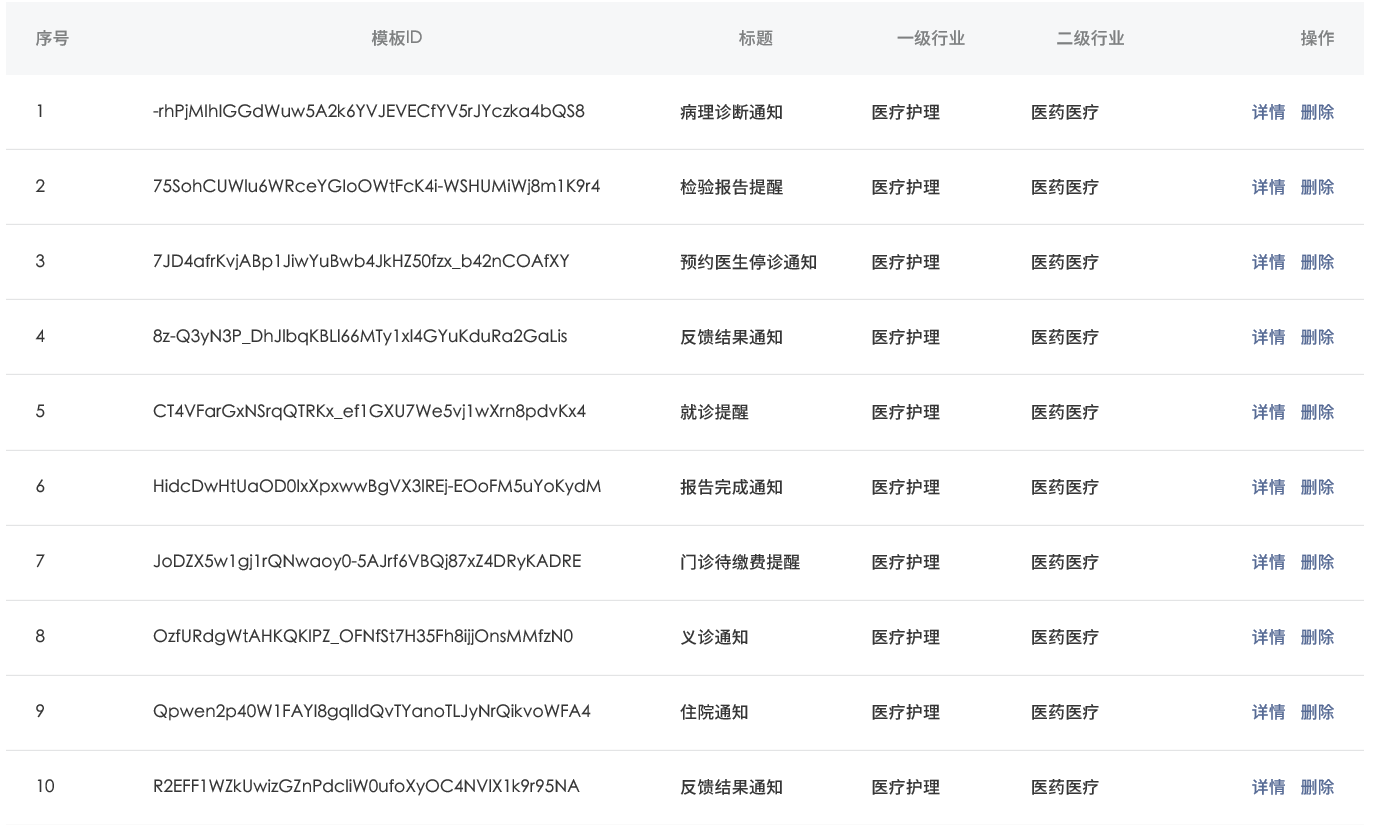 序号 模板ID 标题 一级行业 二级行业 操作
1 -rhPjMIhIGGdWuw5A2k6YVJEVECfYV5rJYczka4bQS8 病理诊断通知 医疗护理 医药医疗 详情 删除
2 75SohCUWlu6WRceYGIoOWtFcK4i-WSHUMiWj8m1K9r4 检验报告提醒 医疗护理 医药医疗 详情 删除
3 7JD4afrKvjABp1JiwYuBwb4JkHZ50fzx_b42nCOAfXY 预约医生停诊通知 医疗护理 医药医疗 详情 删除
4 8z-Q3yN3P_DhJIbqKBLl66MTy1xI4GYuKduRa2GaLis 反馈结果通知 医疗护理 医药医疗 详情 删除
5 CT4VFarGxNSrqQTRKx_ef1GXU7We5vj1wXrn8pdvKx4 就诊提醒 医疗护理 医药医疗 详情 删除
6 HidcDwHtUaOD0IxXpxwwBgVX3IREj-EOoFM5uYoKydM 报告完成通知 医疗护理 医药医疗 详情 删除
7 JoDZX5w1gj1rQNwaoy0-5AJrf6VBQj87xZ4DRyKADRE 门诊待缴费提醒 医疗护理 医药医疗 详情 删除
8 OzfURdgWtAHKQKIPZ_OFNfSt7H35Fh8ijjOnsMMfzN0 义诊通知 医疗护理 医药医疗 详情 删除
9 Qpwen2p40W1FAYI8gqlIdQvTYanoTLJyNrQikvoWFA4 住院通知 医疗护理 医药医疗 详情 删除
10 R2EFF1WZkUwizGZnPdcIiW0ufoXyOC4NVIX1k9r95NA 反馈结果通知 医疗护理 医药医疗 详情 删除